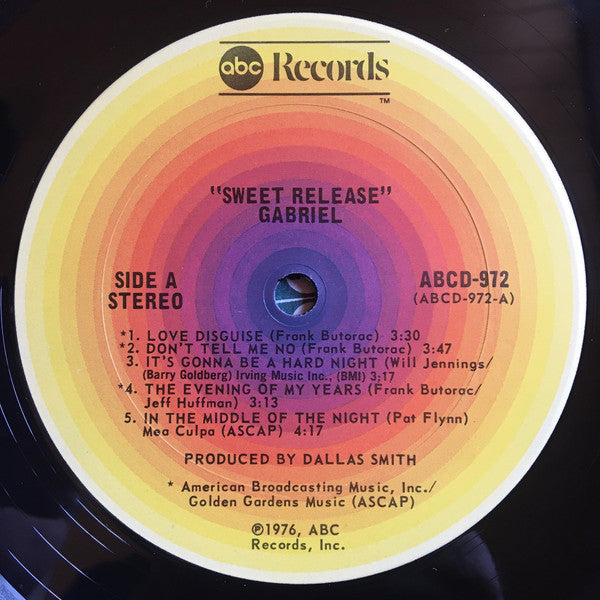 abc Records
TM
"SWEET RELEASE"
GABRIEL
SIDE A
STEREO
ABCD-972
(ABCD-972-A)
*1. LOVE DISGUISE (Frank Butorac) 3:30
*2. DON'T TELL ME NO (Frank Butorac) 3:47
3. IT'S GONNA BE A HARD NIGHT (Will Jennings/
(Barry Goldberg) Irving Music Inc., (BMI) 3:17
*4. THE EVENING OF MY YEARS (Frank Butorac/
Jeff Huffman) 3:13
5. IN THE MIDDLE OF THE NIGHT (Pat Flynn)
Mea Culpa (ASCAP) 4:17
PRODUCED BY DALLAS SMITH
* American Broadcasting Music, Inc./
Golden Gardens Music (ASCAP)
℗1976, ABC
Records, Inc.